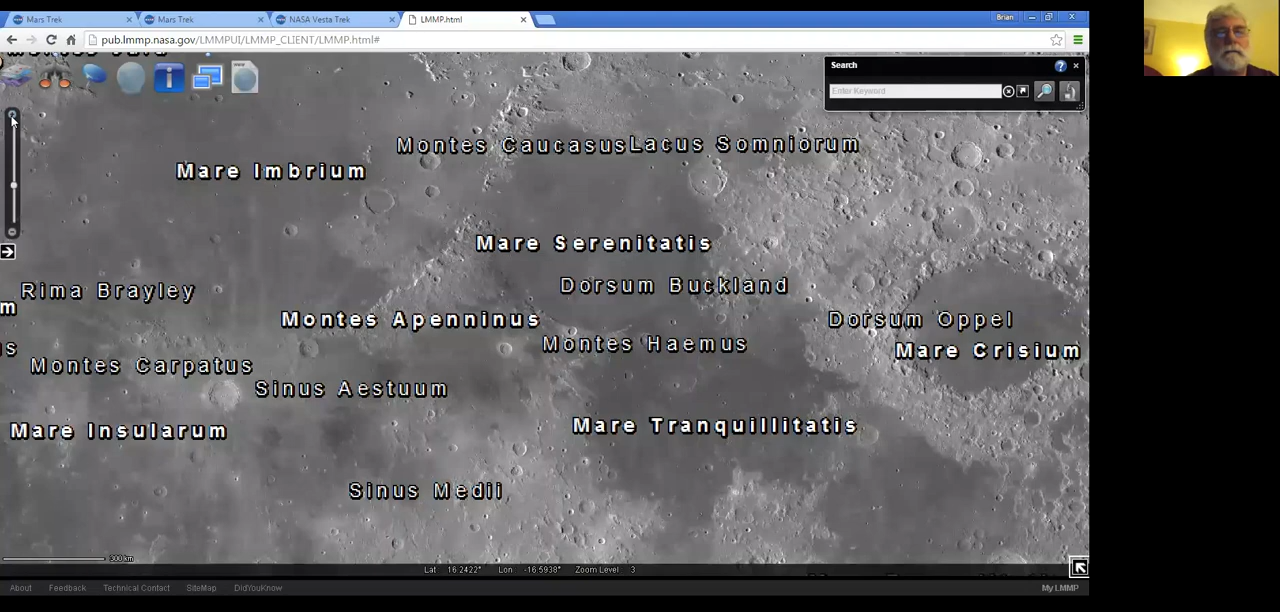 Mars Trek
Mars Trek
NASA Vesta Trek
LMMP.html
Brian
pub.lmmp.nasa.gov/LMMPUI/LMMP_CLIENT/LMMP.html#
Search
Enter Keyword
Montes Caucasus
Lacus Somniorum
Mare Imbrium
Mare Serenitatis
Dorsum Buckland
Rima Brayley
Montes Apenninus
Dorsum Oppel
Montes Haemus
Mare Crisium
Montes Carpatus
Sinus Aestuum
Mare Insularum
Mare Tranquillitatis
Sinus Medii
300 km
Lat 16.2422° Lon -16.5938° Zoom Level 3
About Feedback Technical Contact SiteMap DidYouKnow
My LMMP